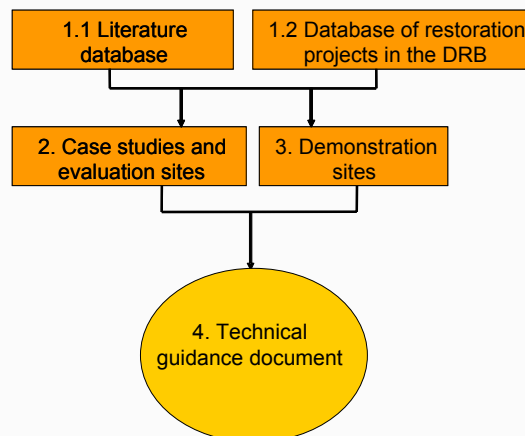 1.1 Literature
database
1.2 Database of restoration
projects in the DRB
2. Case studies and
evaluation sites
3. Demonstration
sites
4. Technical
guidance document